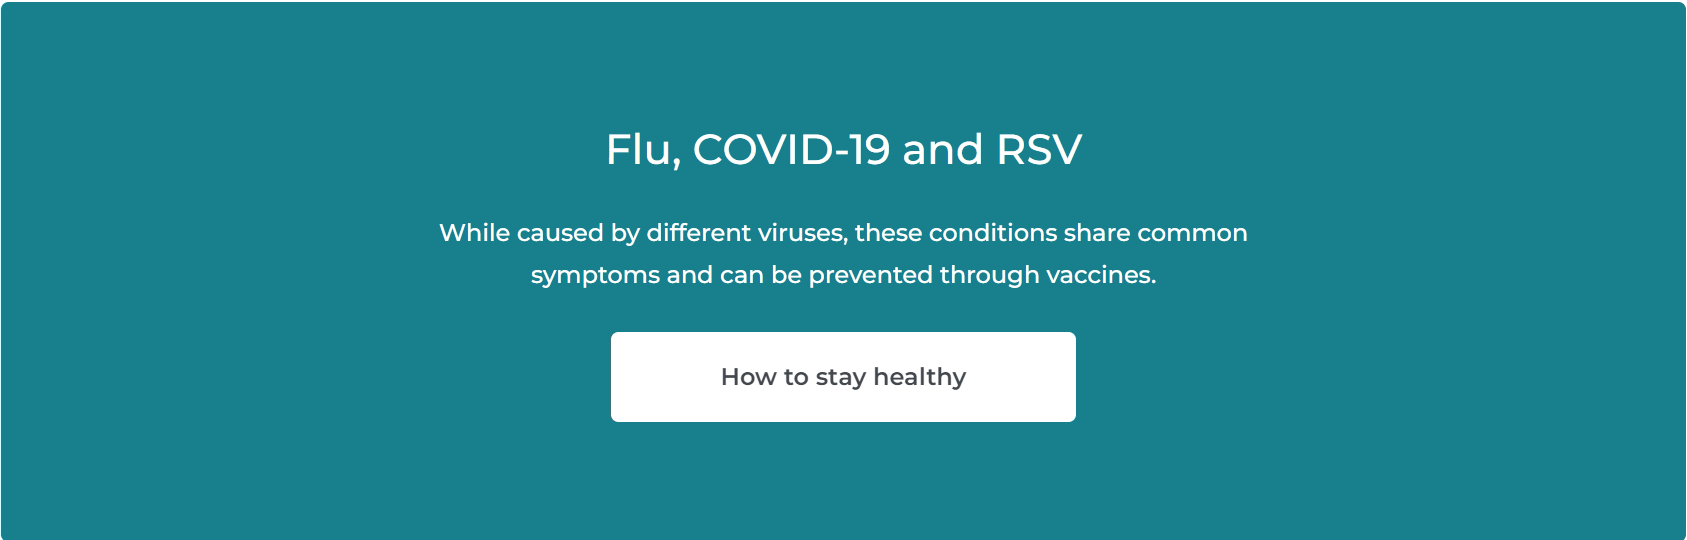 Flu, COVID-19 and RSV
While caused by different viruses, these conditions share common
symptoms and can be prevented through vaccines.
How to stay healthy